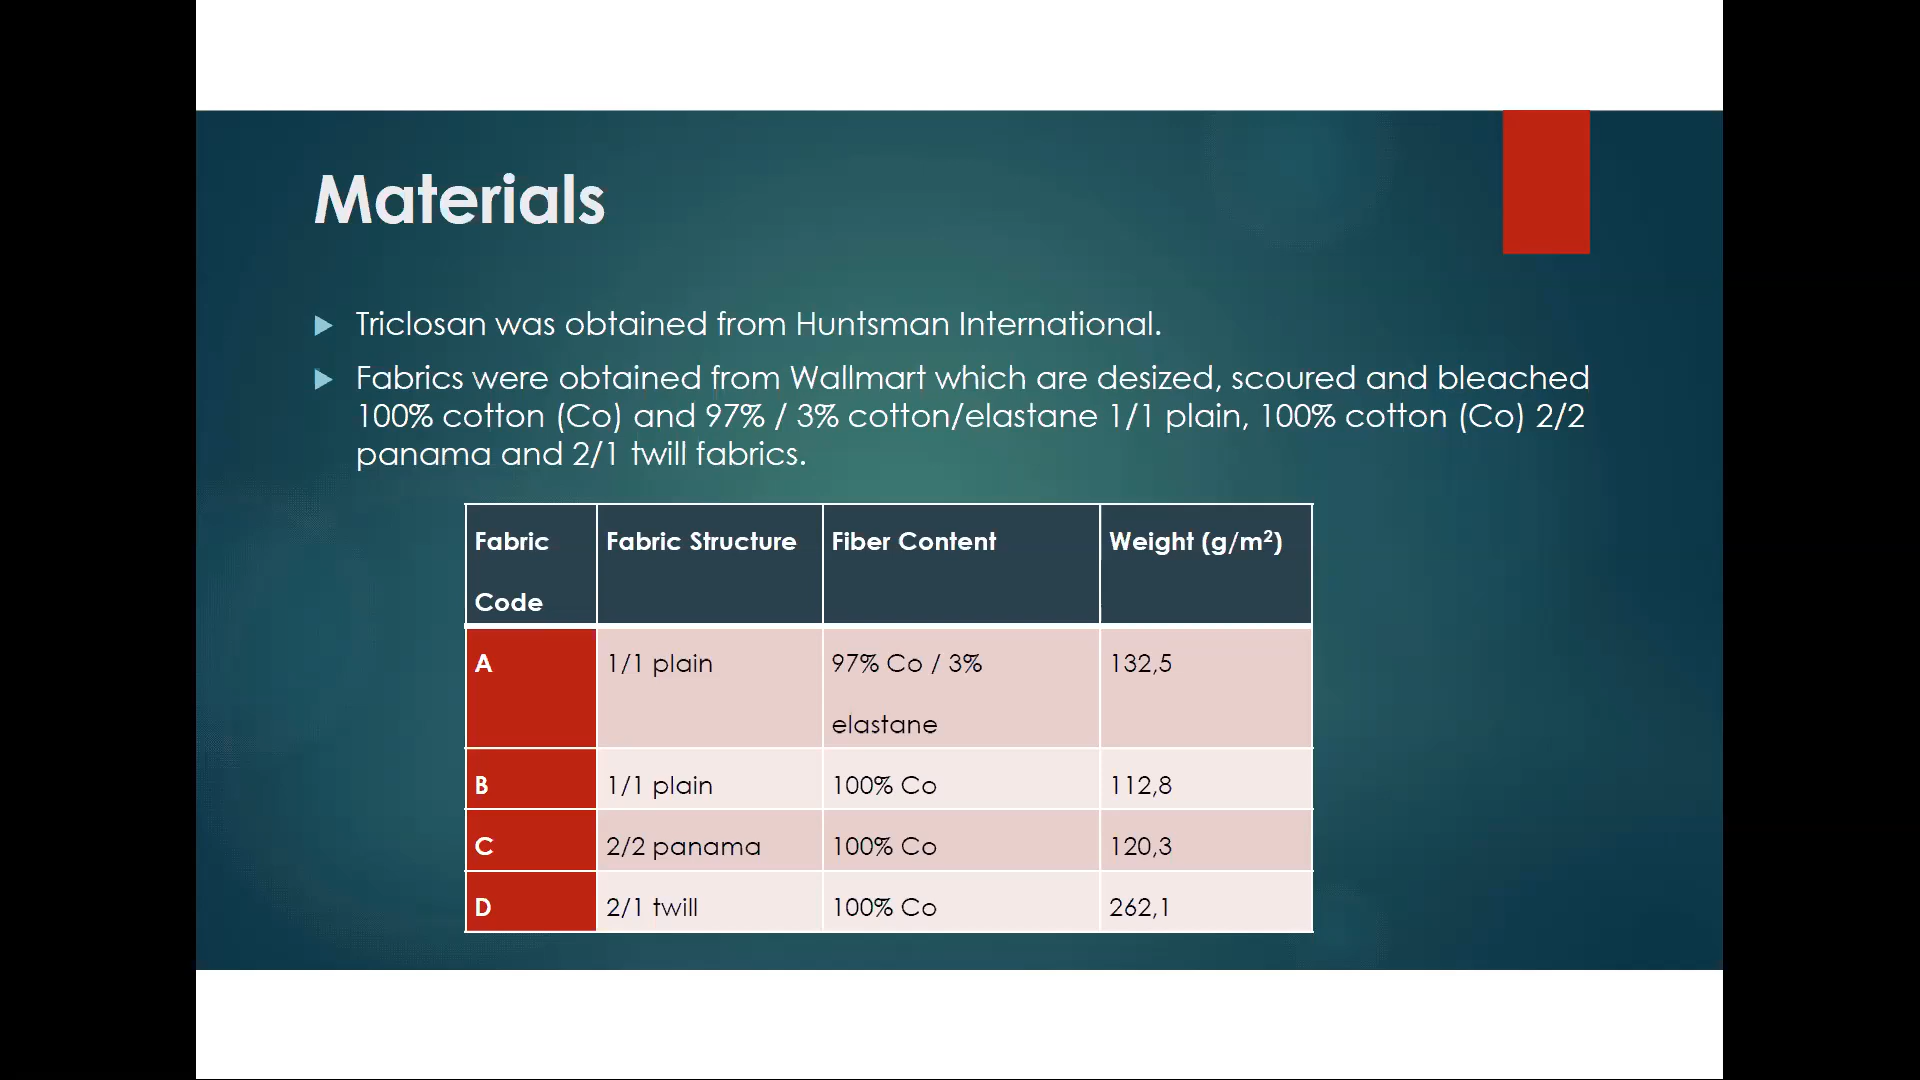 Materials
Triclosan was obtained from Huntsman International.
Fabrics were obtained from Wallmart which are desized, scoured and bleached
100% cotton (Co) and 97% / 3% cotton/elastane 1/1 plain, 100% cotton (Co) 2/2
panama and 2/1 twill fabrics.
Fabric Code Fabric Structure Fiber Content Weight (g/m²)
A 1/1 plain 97% Co / 3% elastane 132,5
B 1/1 plain 100% Co 112,8
C 2/2 panama 100% Co 120,3
D 2/1 twill 100% Co 262,1